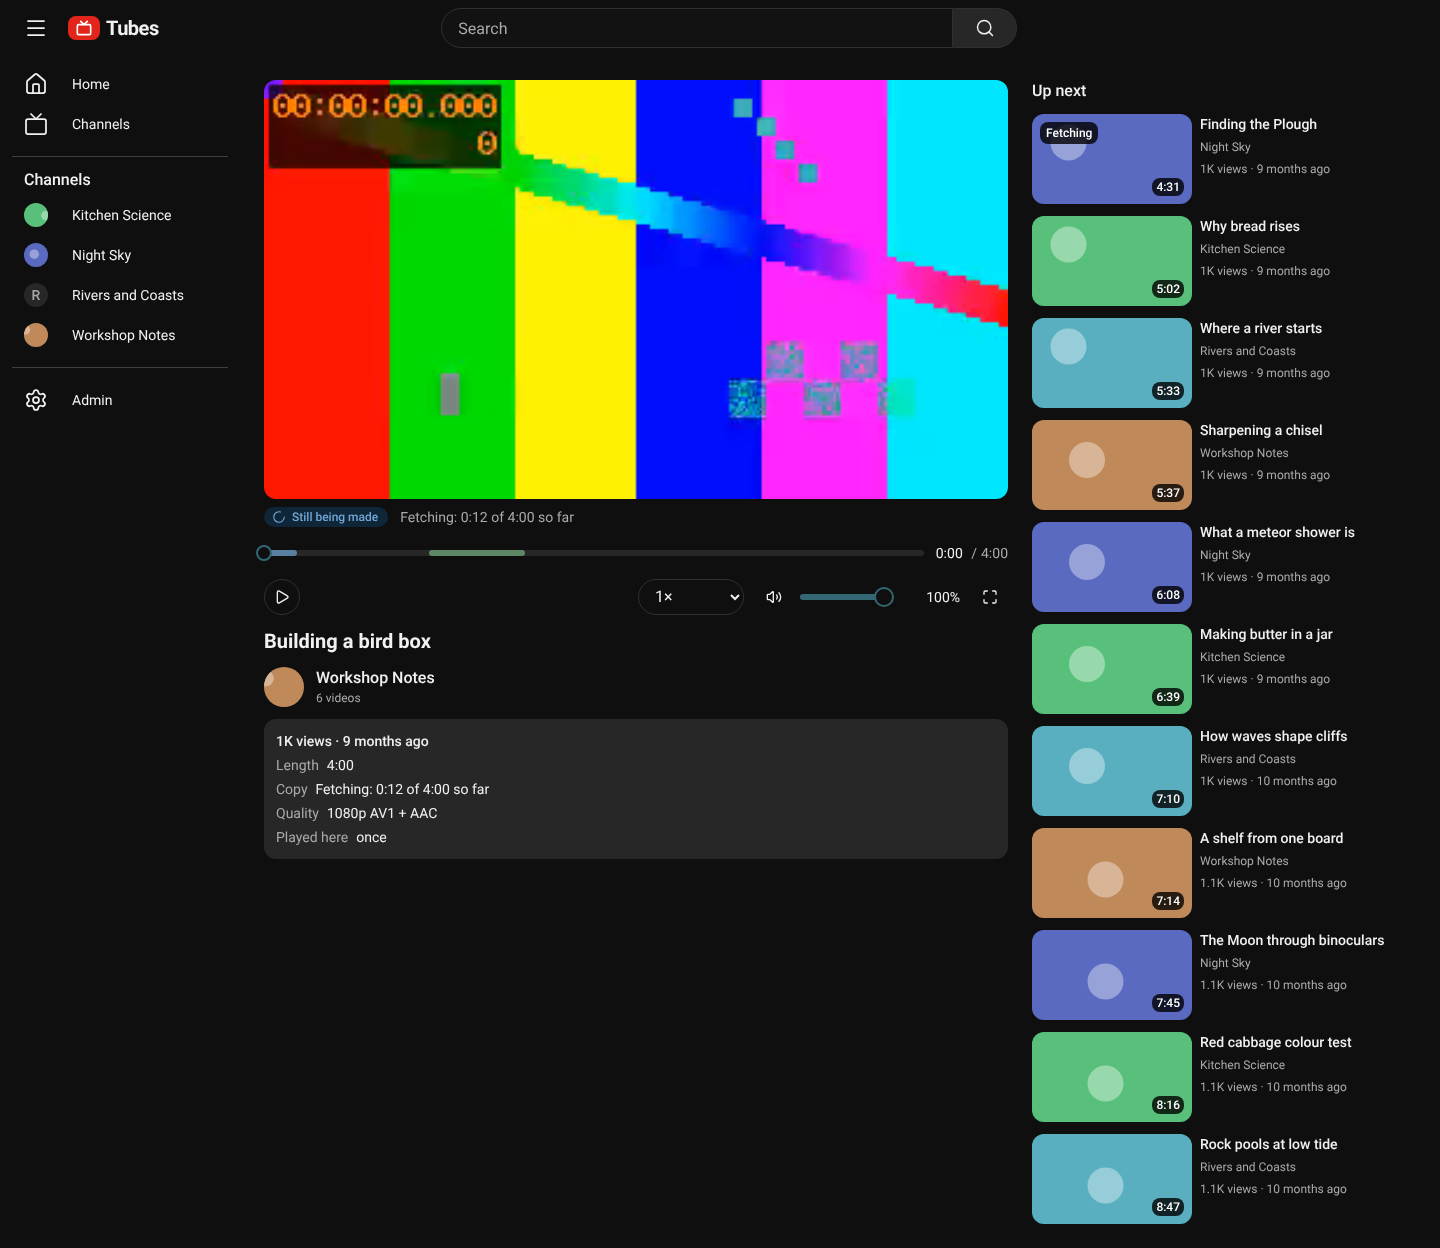 Tubes
Search
Home
Channels
Channels
Kitchen Science
Night Sky
R
Rivers and Coasts
Workshop Notes
Admin
00:00:00.000
0
Still being made
Fetching: 0:12 of 4:00 so far
0:00 / 4:00
1×
100%
Building a bird box
Workshop Notes
6 videos
1K views · 9 months ago
Length 4:00
Copy Fetching: 0:12 of 4:00 so far
Quality 1080p AV1 + AAC
Played here once
Up next
Fetching
4:31
Finding the Plough
Night Sky
1K views · 9 months ago
5:02
Why bread rises
Kitchen Science
1K views · 9 months ago
5:33
Where a river starts
Rivers and Coasts
1K views · 9 months ago
5:37
Sharpening a chisel
Workshop Notes
1K views · 9 months ago
6:08
What a meteor shower is
Night Sky
1K views · 9 months ago
6:39
Making butter in a jar
Kitchen Science
1K views · 9 months ago
7:10
How waves shape cliffs
Rivers and Coasts
1K views · 10 months ago
7:14
A shelf from one board
Workshop Notes
1.1K views · 10 months ago
7:45
The Moon through binoculars
Night Sky
1.1K views · 10 months ago
8:16
Red cabbage colour test
Kitchen Science
1.1K views · 10 months ago
8:47
Rock pools at low tide
Rivers and Coasts
1.1K views · 10 months ago